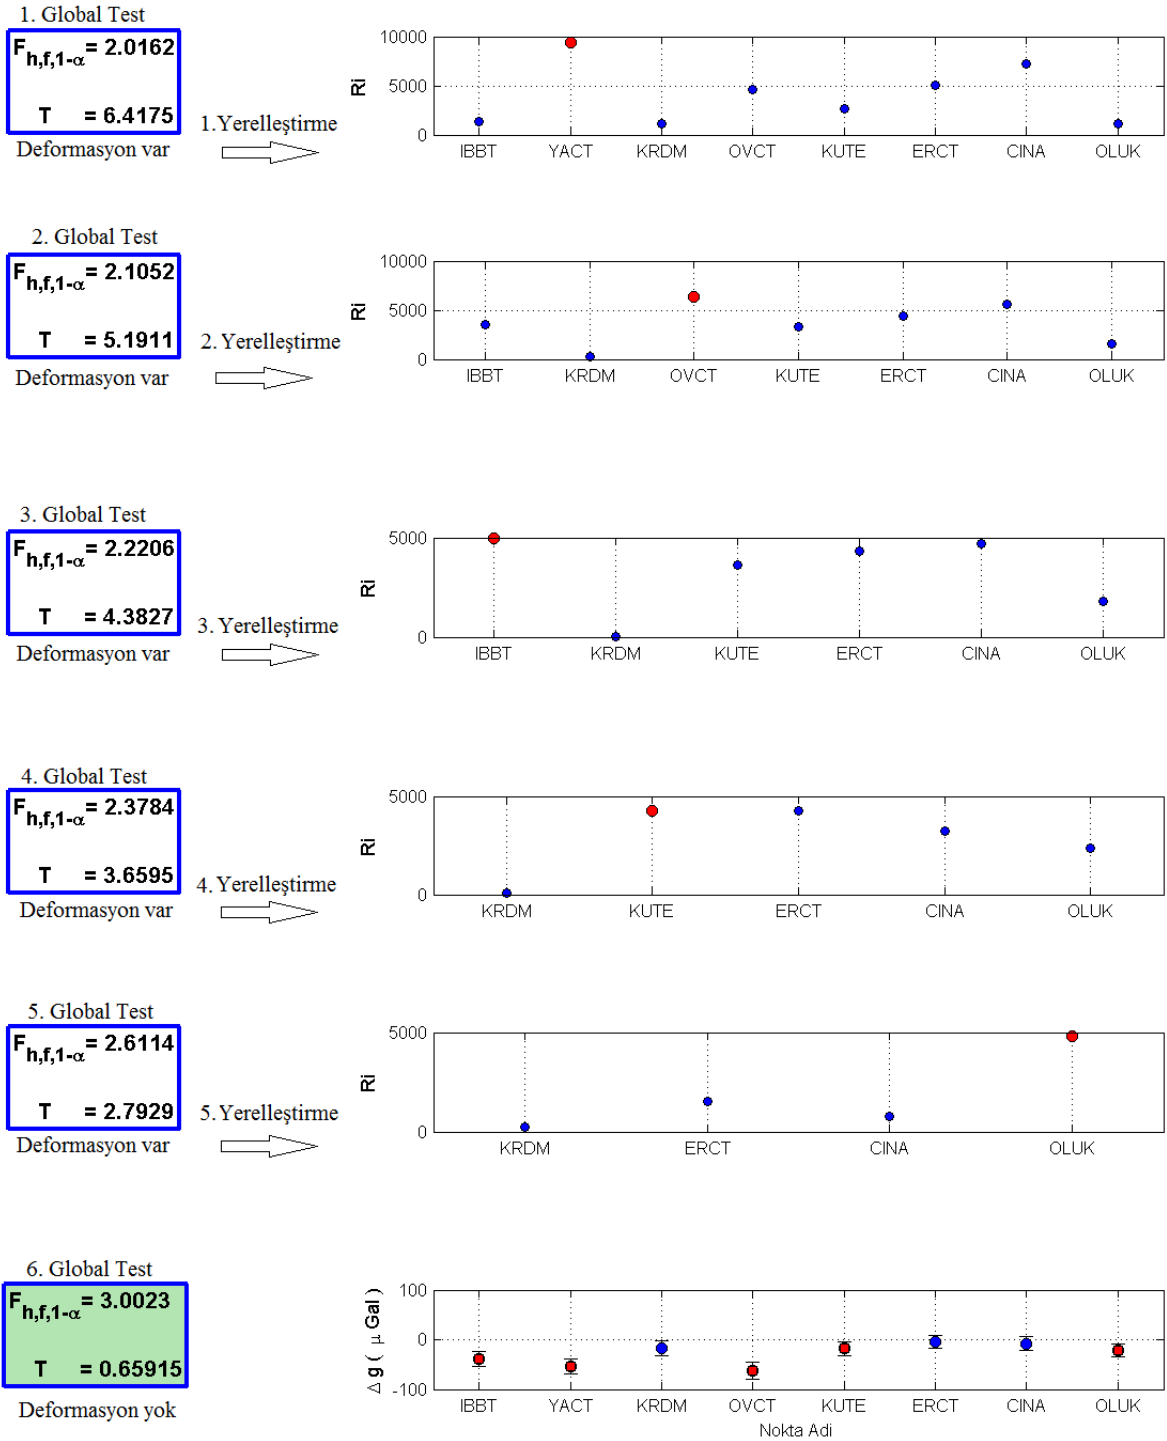 1. Global Test
F h,f,1-α = 2.0162
T = 6.4175
Deformasyon var
1.Yerelleştirme
Ri
10000
5000
0
IBBT YACT KRDM OVCT KUTE ERCT CINA OLUK
2. Global Test
F h,f,1-α = 2.1052
T = 5.1911
Deformasyon var
2. Yerelleştirme
Ri
10000
5000
0
IBBT KRDM OVCT KUTE ERCT CINA OLUK
3. Global Test
F h,f,1-α = 2.2206
T = 4.3827
Deformasyon var
3. Yerelleştirme
Ri
5000
0
IBBT KRDM KUTE ERCT CINA OLUK
4. Global Test
F h,f,1-α = 2.3784
T = 3.6595
Deformasyon var
4. Yerelleştirme
Ri
5000
0
KRDM KUTE ERCT CINA OLUK
5. Global Test
F h,f,1-α = 2.6114
T = 2.7929
Deformasyon var
5. Yerelleştirme
Ri
5000
0
KRDM ERCT CINA OLUK
6. Global Test
F h,f,1-α = 3.0023
T = 0.65915
Deformasyon yok
Δ g ( μ Gal )
100
0
-100
IBBT YACT KRDM OVCT KUTE ERCT CINA OLUK
Nokta Adi